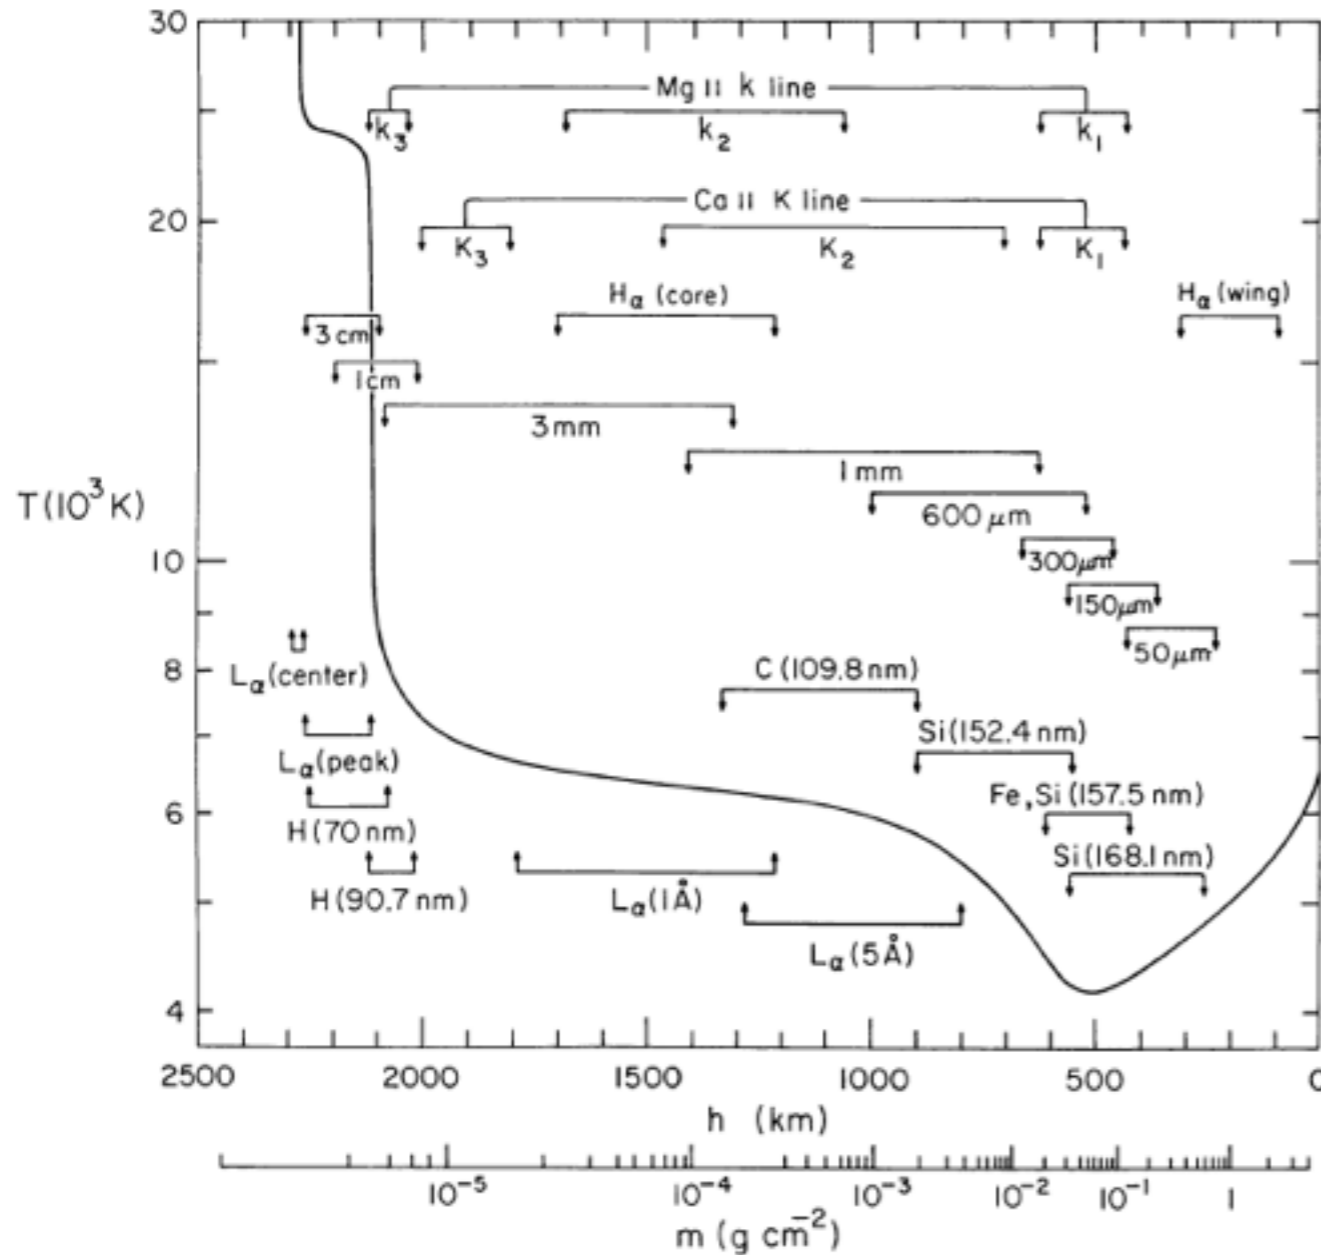 30
Mg II k line
k₃ k₂ k₁
20
Ca II K line
K₃ K₂ K₁
Hα (core) Hα (wing)
3 cm
1 cm
3 mm
1 mm
T(10³ K)
600 μm
10
300 μm
150 μm
50 μm
8
Lα (center)
C (109.8 nm)
Si (152.4 nm)
Lα (peak)
6
Fe, Si (157.5 nm)
H (70 nm)
Si (168.1 nm)
H (90.7 nm) Lα (1 Å)
Lα (5 Å)
4
2500 2000 1500 1000 500 0
h (km)
10⁻⁵ 10⁻⁴ 10⁻³ 10⁻² 10⁻¹ 1
m (g cm⁻²)